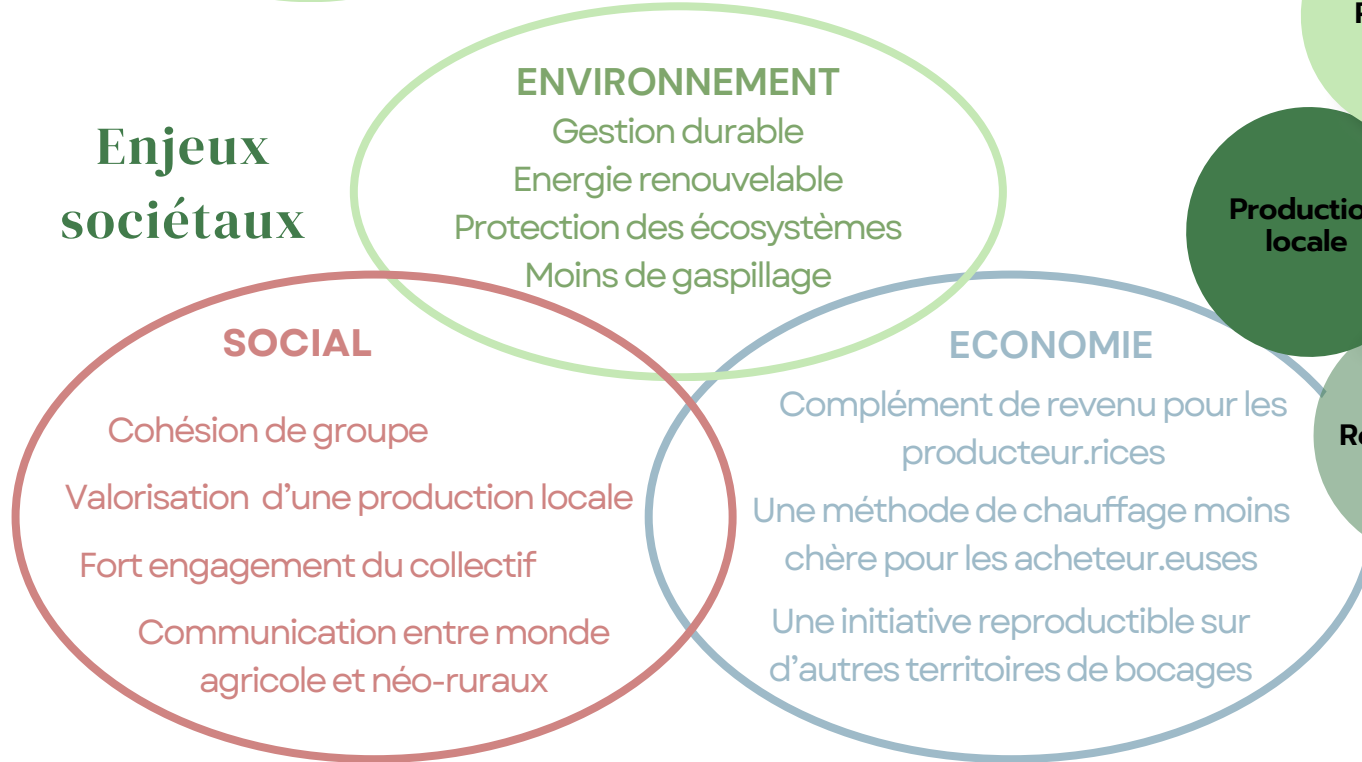 Enjeux
sociétaux
ENVIRONNEMENT
Gestion durable
Energie renouvelable
Protection des écosystèmes
Moins de gaspillage
SOCIAL
Cohésion de groupe
Valorisation d’une production locale
Fort engagement du collectif
Communication entre monde
agricole et néo-ruraux
ECONOMIE
Complément de revenu pour les
producteur.rices
Une méthode de chauffage moins
chère pour les acheteur.euses
Une initiative reproductible sur
d’autres territoires de bocages
locale